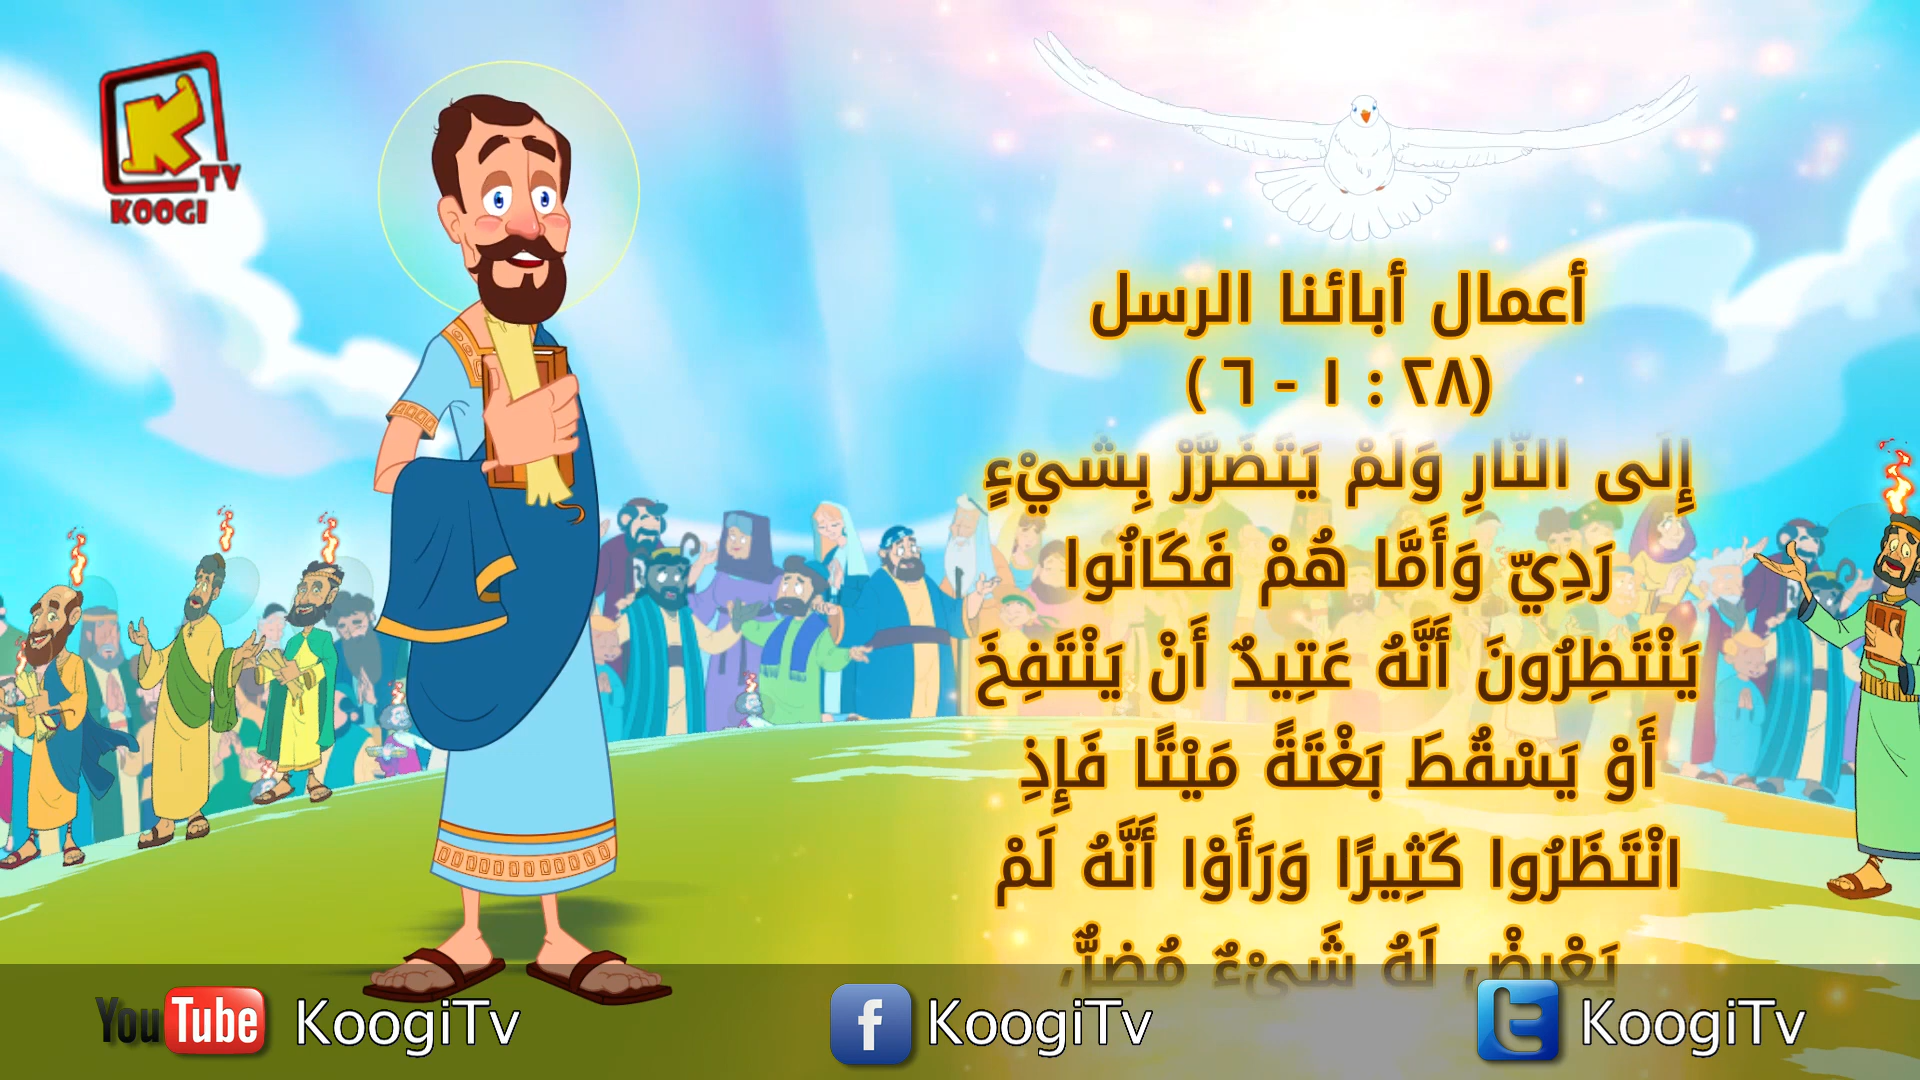 K
TV
KOOGI
أعمال أبائنا الرسل
(٢٨ : ١ - ٦ )
إِلَى النَّارِ وَلَمْ يَتَضَرَّرْ بِشَيْءٍ
رَدِيّ وَأَمَّا هُمْ فَكَانُوا
يَنْتَظِرُونَ أَنَّهُ عَتِيدٌ أَنْ يَنْتَفِخَ
أَوْ يَسْقُطَ بَغْتَةً مَيْتًا فَإِذِ
انْتَظَرُوا كَثِيرًا وَرَأَوْا أَنَّهُ لَمْ
يَعْرِضْ لَهُ شَيْءٌ مُضِرٌّ
YouTube KoogiTv
f KoogiTv
t KoogiTv